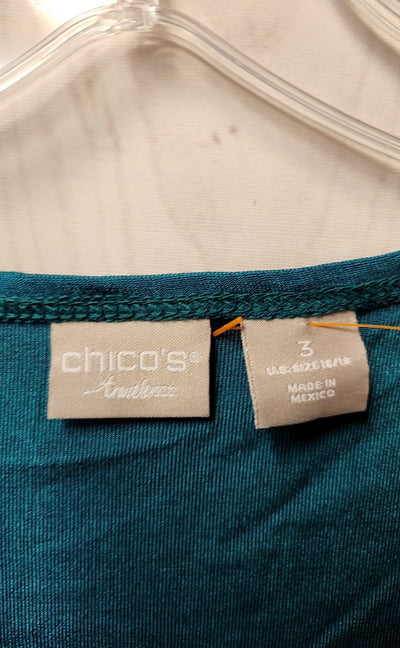 chico's®
travelers
3
U.S. SIZE 16/18
MADE IN
MEXICO